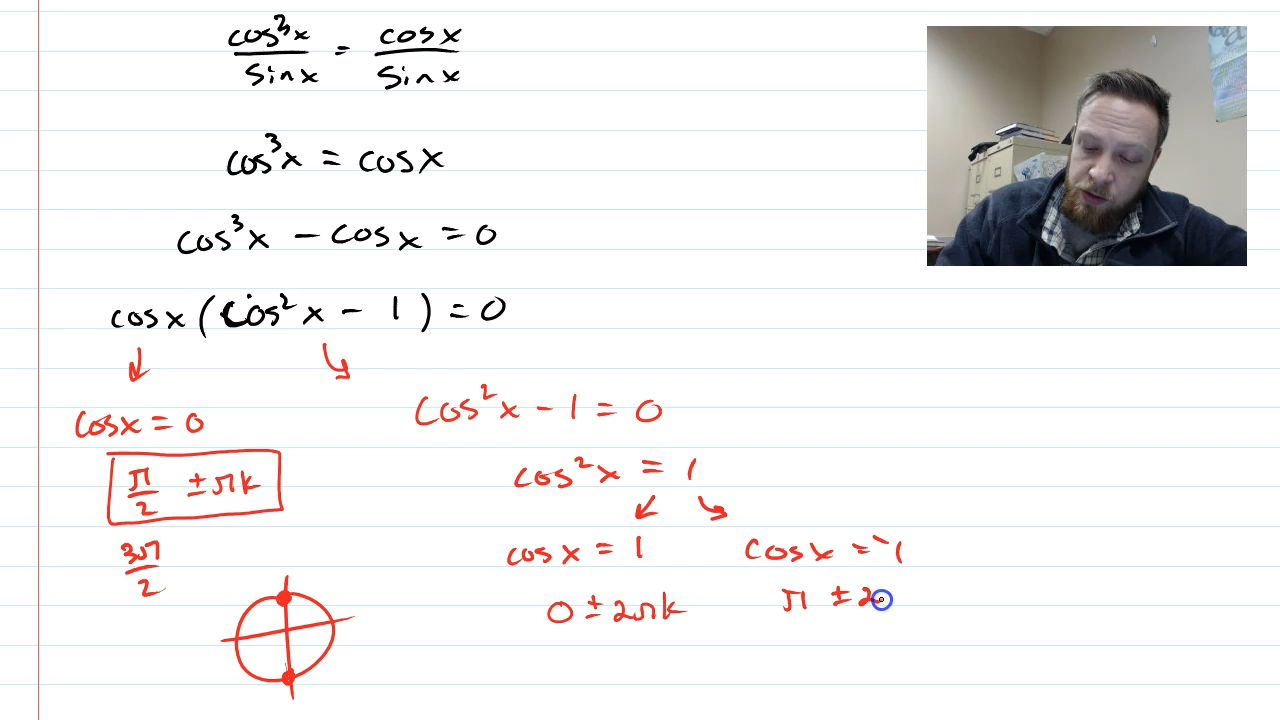 cos³x / sinx = cosx / sinx
cos³x = cosx
cos³x - cosx = 0
cosx (cos²x - 1) = 0
cosx = 0
π/2 ± πk
3π/2
cos²x - 1 = 0
cos²x = 1
cosx = 1
0 ± 2πk
cosx = -1
π ± 2